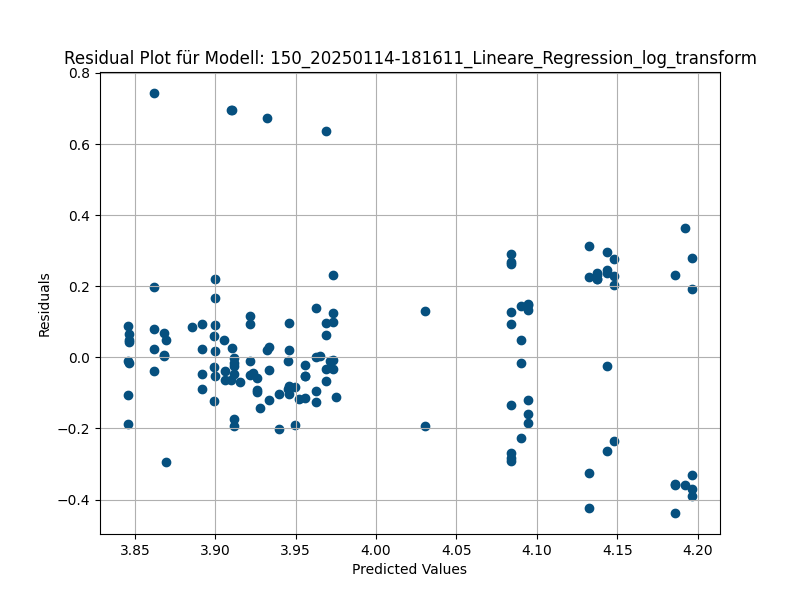 Residual Plot für Modell: 150_20250114-181611_Lineare_Regression_log_transform
0.8
0.6
0.4
0.2
0.0
−0.2
−0.4
Residuals
3.85 3.90 3.95 4.00 4.05 4.10 4.15 4.20
Predicted Values